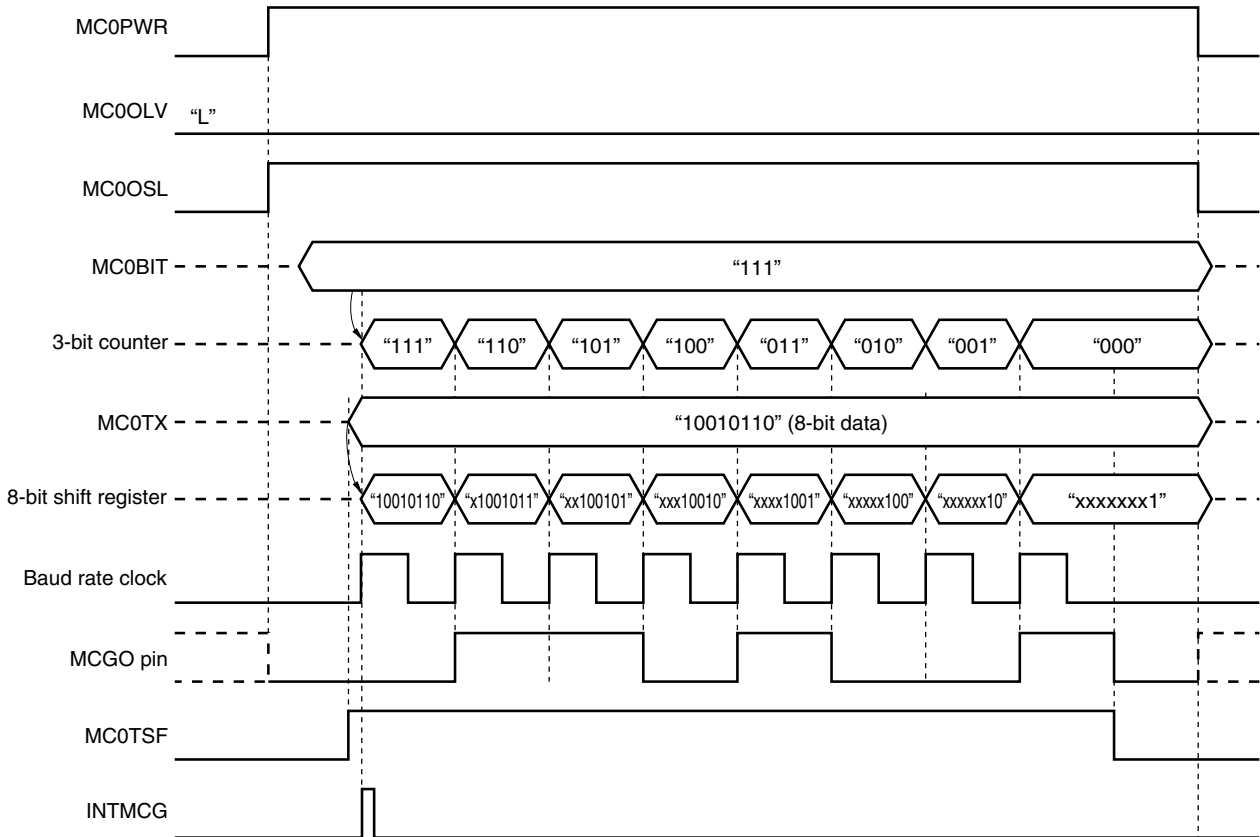 MC0PWR
MC0OLV “L”
MC0OSL
MC0BIT “111”
3-bit counter “111” “110” “101” “100” “011” “010” “001” “000”
MC0TX “10010110” (8-bit data)
8-bit shift register “10010110” “x1001011” “xx100101” “xxx10010” “xxxx1001” “xxxxx100” “xxxxxx10” “xxxxxxx1”
Baud rate clock
MCGO pin
MC0TSF
INTMCG